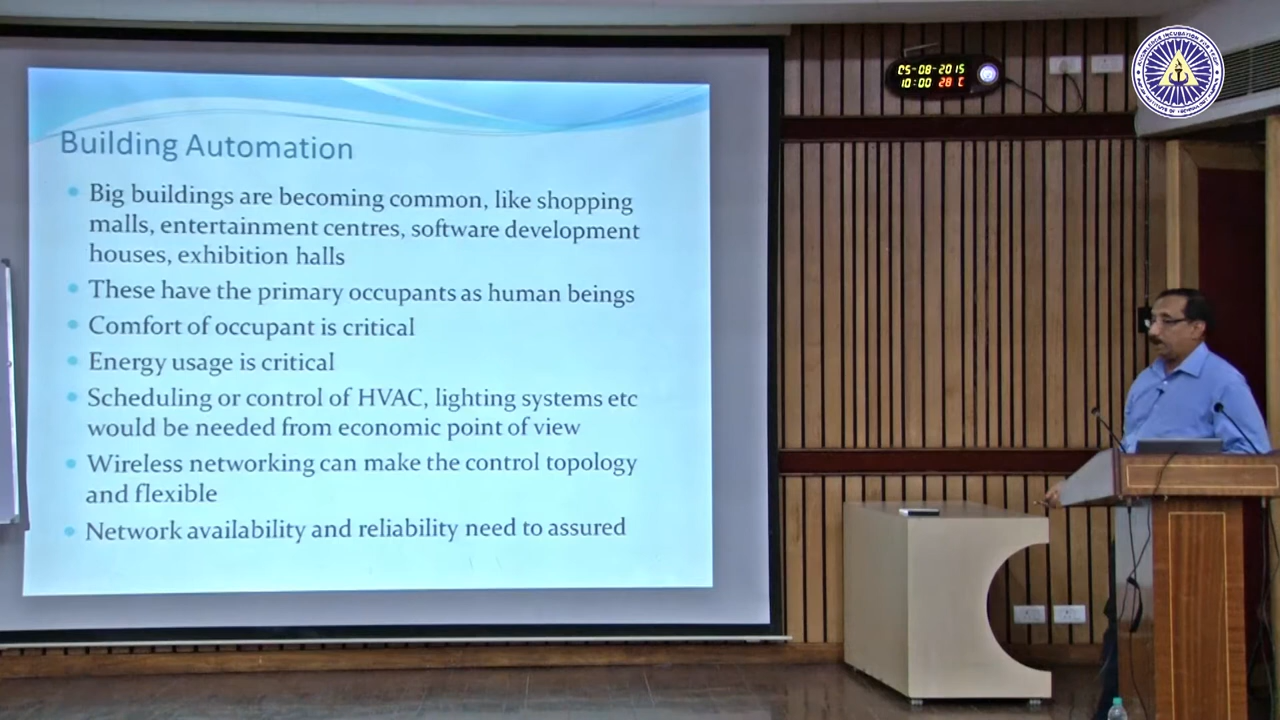 Building Automation
Big buildings are becoming common, like shopping
malls, entertainment centres, software development
houses, exhibition halls
These have the primary occupants as human beings
Comfort of occupant is critical
Energy usage is critical
Scheduling or control of HVAC, lighting systems etc
would be needed from economic point of view
Wireless networking can make the control topology
and flexible
Network availability and reliability need to assured
05-08-2015
10:00 28 C